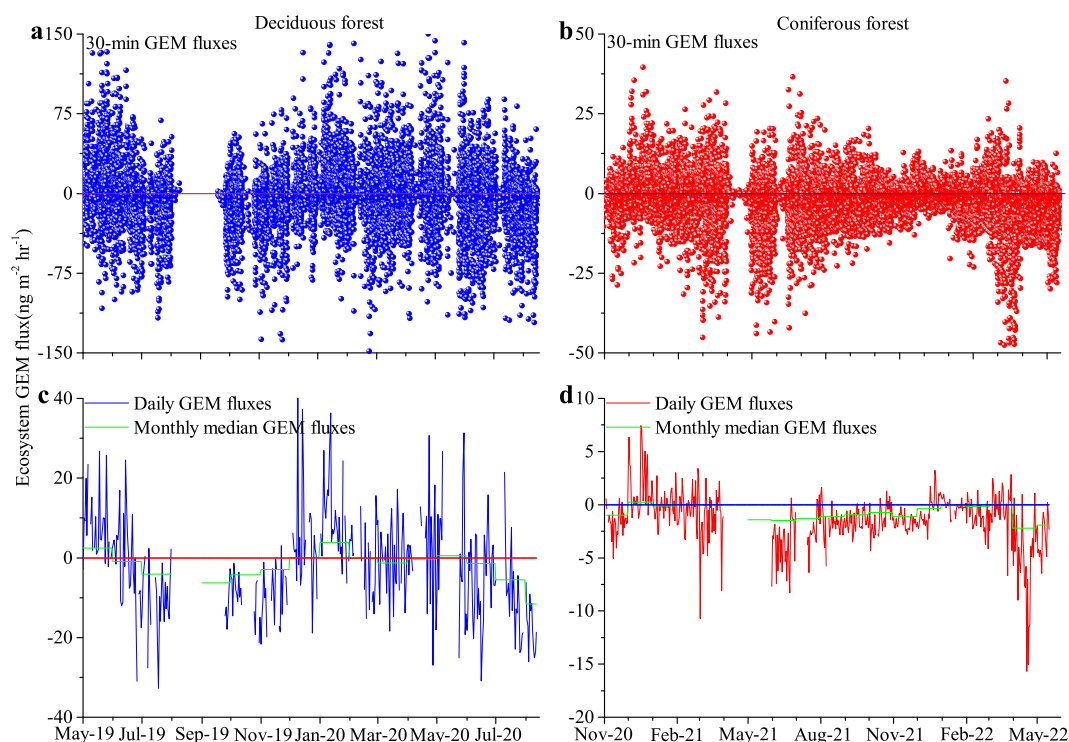 Deciduous forest
Coniferous forest
a
b
30-min GEM fluxes
30-min GEM fluxes
150
75
0
-75
-150
50
25
0
-25
-50
Ecosystem GEM flux(ng m⁻² hr⁻¹)
c
d
Daily GEM fluxes
Monthly median GEM fluxes
Daily GEM fluxes
Monthly median GEM fluxes
40
20
0
-20
-40
10
5
0
-5
-10
-15
-20
May-19 Jul-19 Sep-19 Nov-19 Jan-20 Mar-20 May-20 Jul-20
Nov-20 Feb-21 May-21 Aug-21 Nov-21 Feb-22 May-22